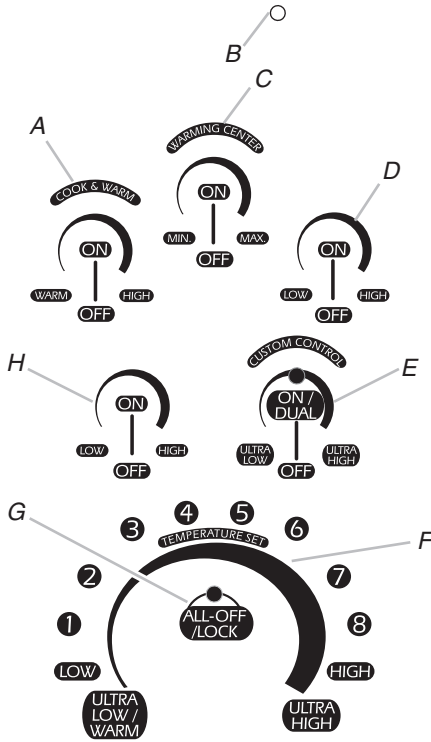 B
C
A
WARMING CENTER
COOK & WARM
ON
D
MIN.
MAX.
OFF
ON
ON
WARM
HIGH
LOW
HIGH
OFF
OFF
CUSTOM CONTROL
H
E
ON
ON /
DUAL
LOW
HIGH
ULTRA
LOW
ULTRA
HIGH
OFF
OFF
G
4
5
3
TEMPERATURE SET
6
F
2
7
ALL-OFF
/LOCK
1
8
LOW
HIGH
ULTRA
LOW /
WARM
ULTRA
HIGH